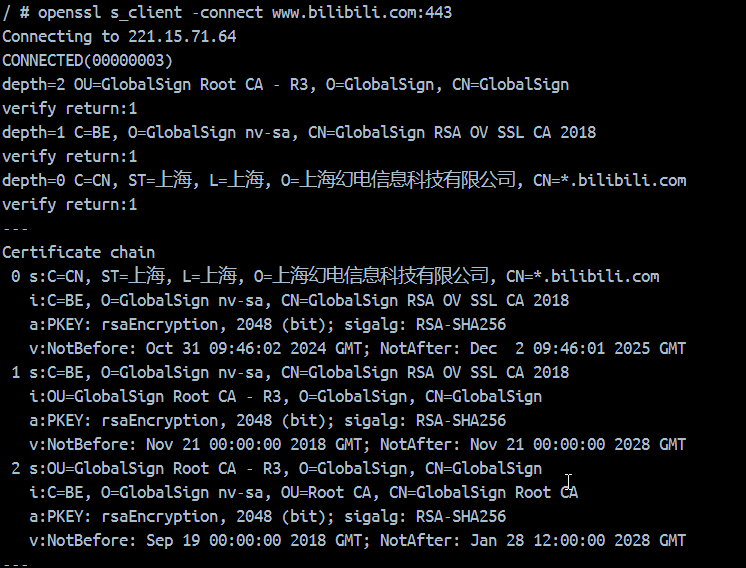 / # openssl s_client -connect www.bilibili.com:443
Connecting to 221.15.71.64
CONNECTED(00000003)
depth=2 OU=GlobalSign Root CA - R3, O=GlobalSign, CN=GlobalSign
verify return:1
depth=1 C=BE, O=GlobalSign nv-sa, CN=GlobalSign RSA OV SSL CA 2018
verify return:1
depth=0 C=CN, ST=上海, L=上海, O=上海幻电信息科技有限公司, CN=*.bilibili.com
verify return:1
---
Certificate chain
 0 s:C=CN, ST=上海, L=上海, O=上海幻电信息科技有限公司, CN=*.bilibili.com
   i:C=BE, O=GlobalSign nv-sa, CN=GlobalSign RSA OV SSL CA 2018
   a:PKEY: rsaEncryption, 2048 (bit); sigalg: RSA-SHA256
   v:NotBefore: Oct 31 09:46:02 2024 GMT; NotAfter: Dec  2 09:46:01 2025 GMT
 1 s:C=BE, O=GlobalSign nv-sa, CN=GlobalSign RSA OV SSL CA 2018
   i:OU=GlobalSign Root CA - R3, O=GlobalSign, CN=GlobalSign
   a:PKEY: rsaEncryption, 2048 (bit); sigalg: RSA-SHA256
   v:NotBefore: Nov 21 00:00:00 2018 GMT; NotAfter: Nov 21 00:00:00 2028 GMT
 2 s:OU=GlobalSign Root CA - R3, O=GlobalSign, CN=GlobalSign
   i:C=BE, O=GlobalSign nv-sa, OU=Root CA, CN=GlobalSign Root CA
   a:PKEY: rsaEncryption, 2048 (bit); sigalg: RSA-SHA256
   v:NotBefore: Sep 19 00:00:00 2018 GMT; NotAfter: Jan 28 12:00:00 2028 GMT
---